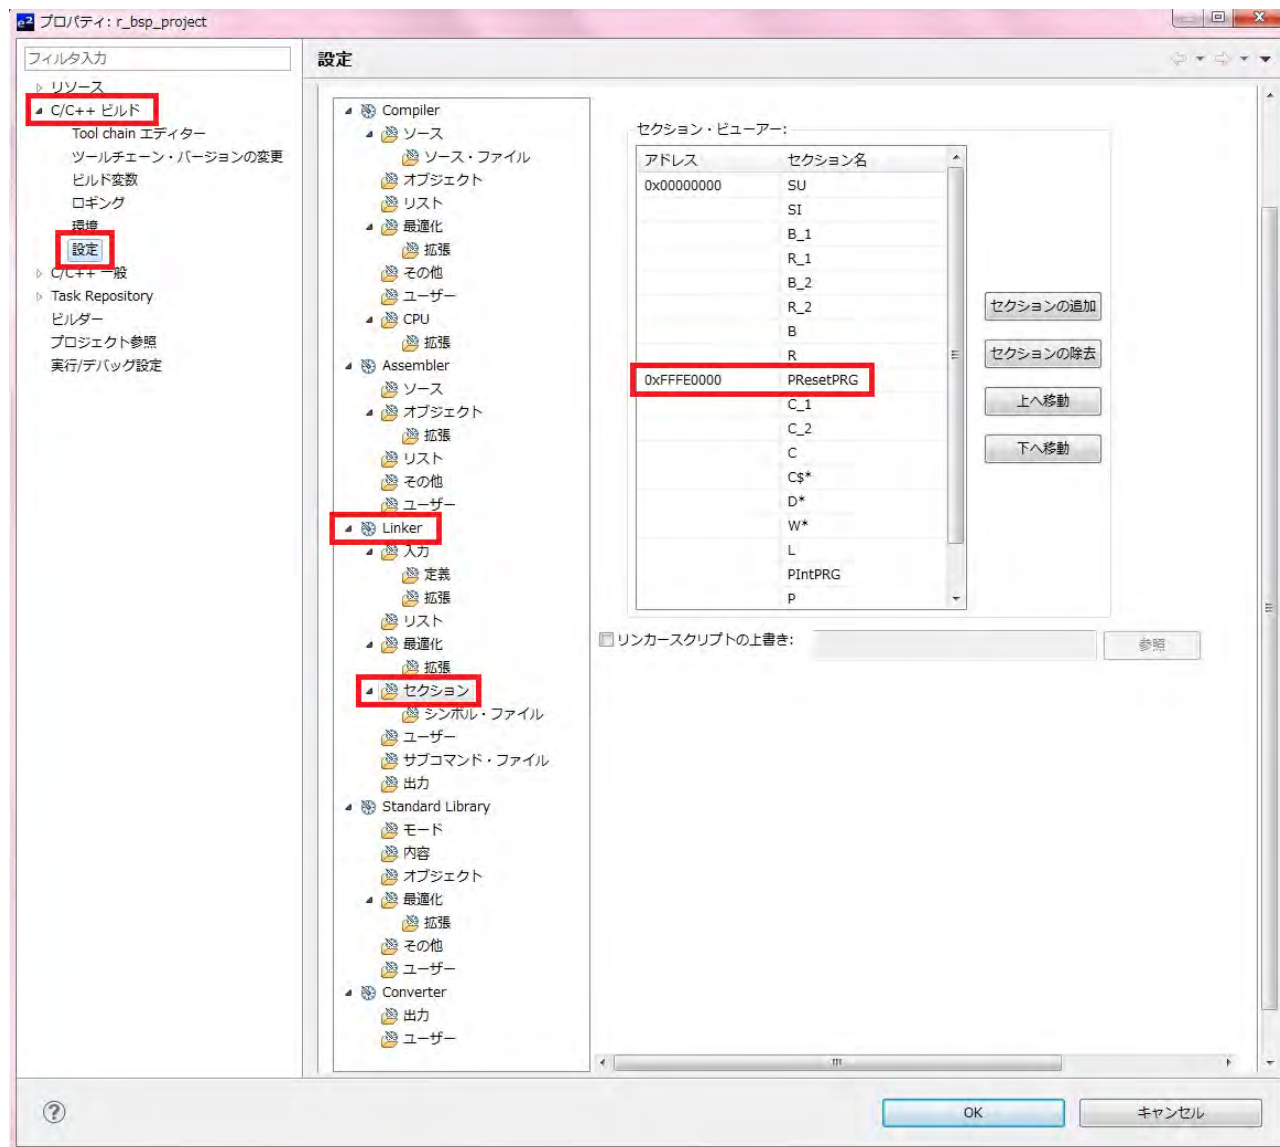 e² プロパティ: r_bsp_project
フィルタ入力
リソース
C/C++ ビルド
Tool chain エディター
ツールチェーン・バージョンの変更
ビルド変数
ロギング
環境
設定
C/C++ 一般
Task Repository
ビルダー
プロジェクト参照
実行/デバッグ設定
設定
Compiler
ソース
ソース・ファイル
オブジェクト
リスト
最適化
拡張
その他
ユーザー
CPU
拡張
Assembler
ソース
オブジェクト
拡張
リスト
その他
ユーザー
Linker
入力
定義
拡張
リスト
最適化
拡張
セクション
シンボル・ファイル
ユーザー
サブコマンド・ファイル
出力
Standard Library
モード
内容
オブジェクト
最適化
拡張
その他
ユーザー
Converter
出力
ユーザー
セクション・ビューアー:
アドレス セクション名
0x00000000 SU
SI
B_1
R_1
B_2
R_2
B
R
0xFFFE0000 PResetPRG
C_1
C_2
C
C$*
D*
W*
L
PIntPRG
P
セクションの追加
セクションの除去
上へ移動
下へ移動
リンカースクリプトの上書き:
参照
OK
キャンセル